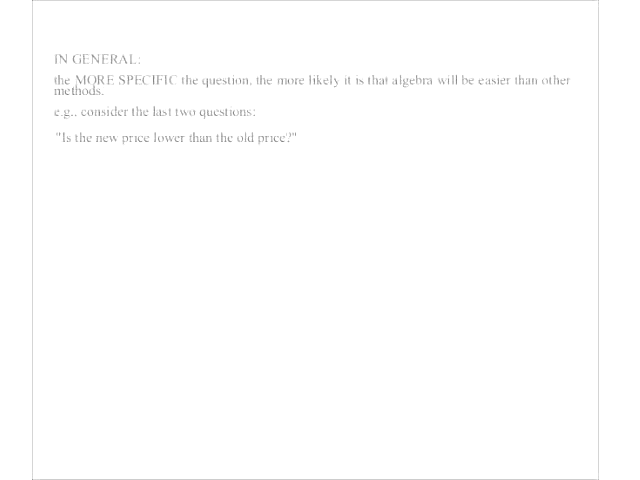 IN GENERAL:
the MORE SPECIFIC the question, the more likely it is that algebra will be easier than other
methods.
e.g., consider the last two questions:
"Is the new price lower than the old price?"